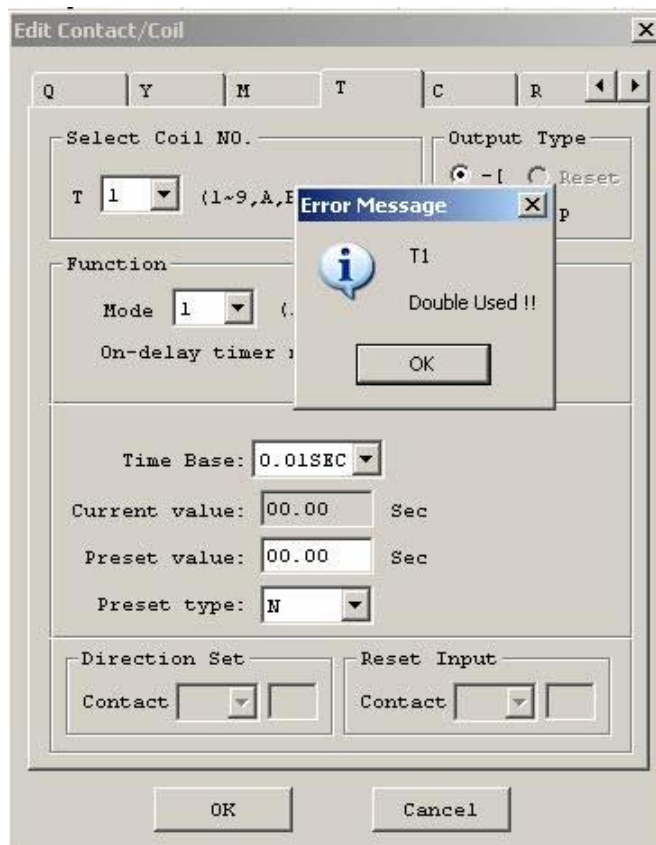 Edit Contact/Coil
Q Y M T C R
Select Coil NO.
Output Type
T 1 (1~9,A,
-[ Reset
P
Error Message
T1
Double Used !!
OK
Function
Mode 1 (
On-delay timer
Time Base: 0.01SEC
Current value: 00.00 Sec
Preset value: 00.00 Sec
Preset type: N
Direction Set
Reset Input
Contact
Contact
OK
Cancel